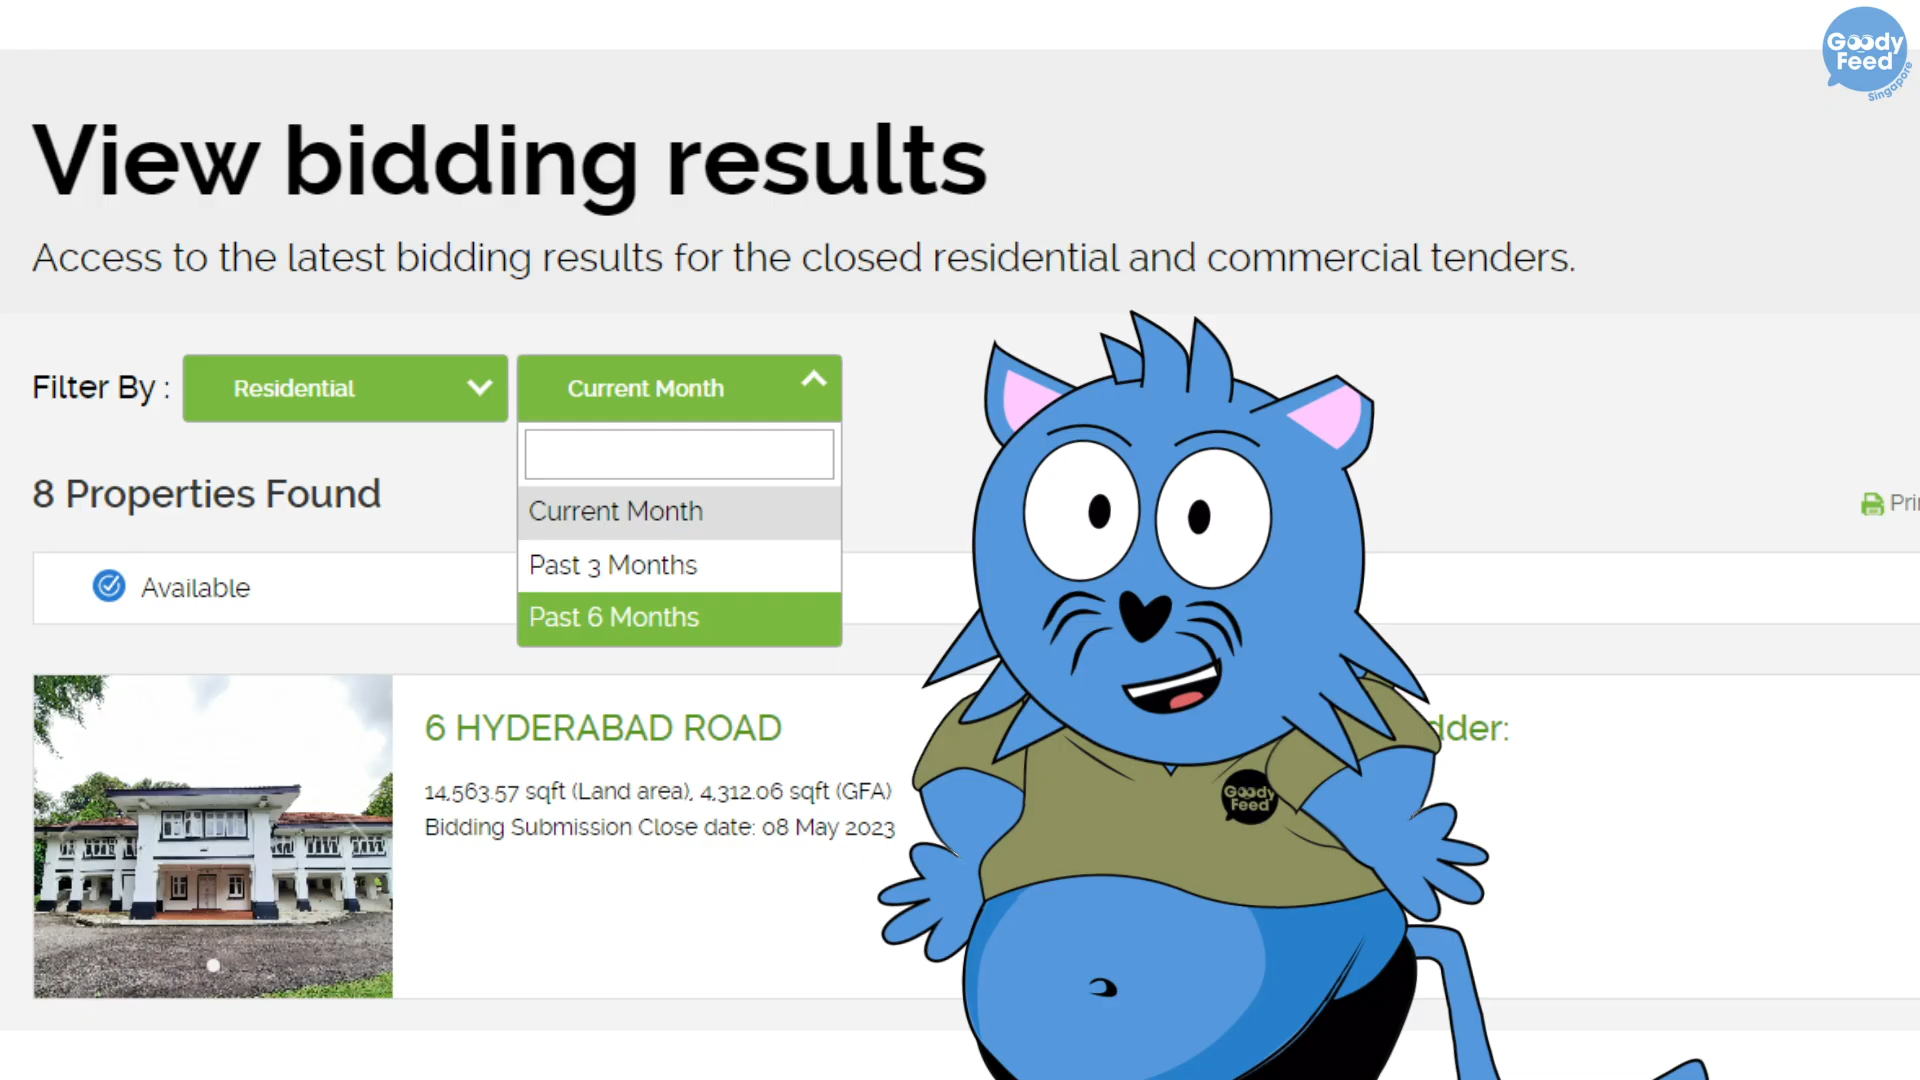 Goody
Feed
Singapore
View bidding results
Access to the latest bidding results for the closed residential and commercial tenders.
Filter By :
Residential
Current Month
Current Month
Past 3 Months
Past 6 Months
8 Properties Found
Available
6 HYDERABAD ROAD
14,563.57 sqft (Land area), 4,312.06 sqft (GFA)
Bidding Submission Close date: 08 May 2023
Goody
Feed